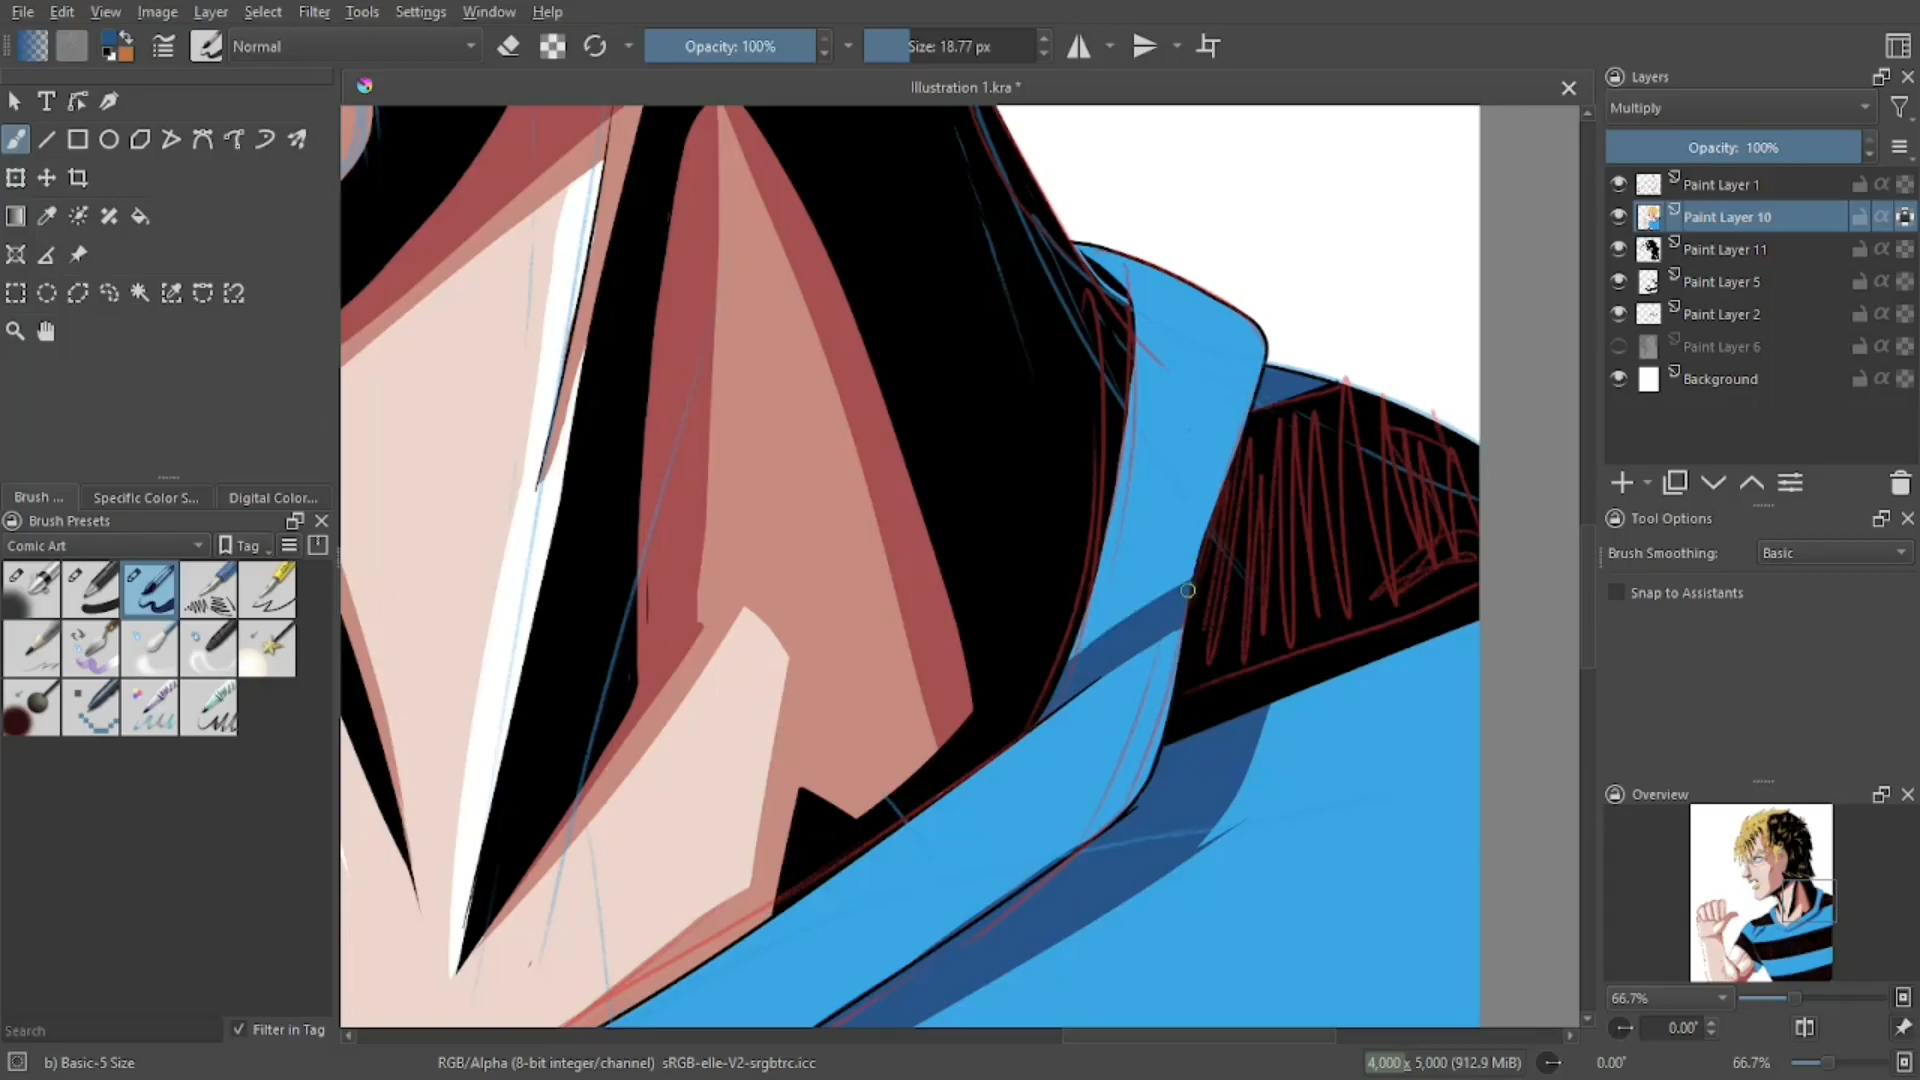 File Edit View Image Layer Select Filter Tools Settings Window Help
Normal
Opacity: 100%
Size: 18.77 px
Illustration 1.kra *
Layers
Multiply
Opacity: 100%
Paint Layer 1
Paint Layer 10
Paint Layer 11
Paint Layer 5
Paint Layer 2
Paint Layer 6
Background
Tool Options
Brush Smoothing: Basic
Snap to Assistants
Overview
66.7%
0.00°
Brush ... Specific Color S... Digital Color...
Brush Presets
Comic Art
Tag
Search
Filter in Tag
b) Basic-5 Size
RGB/Alpha (8-bit integer/channel) sRGB-elle-V2-srgbtrc.icc
4,000 x 5,000 (912.9 MiB)
0.00°
66.7%